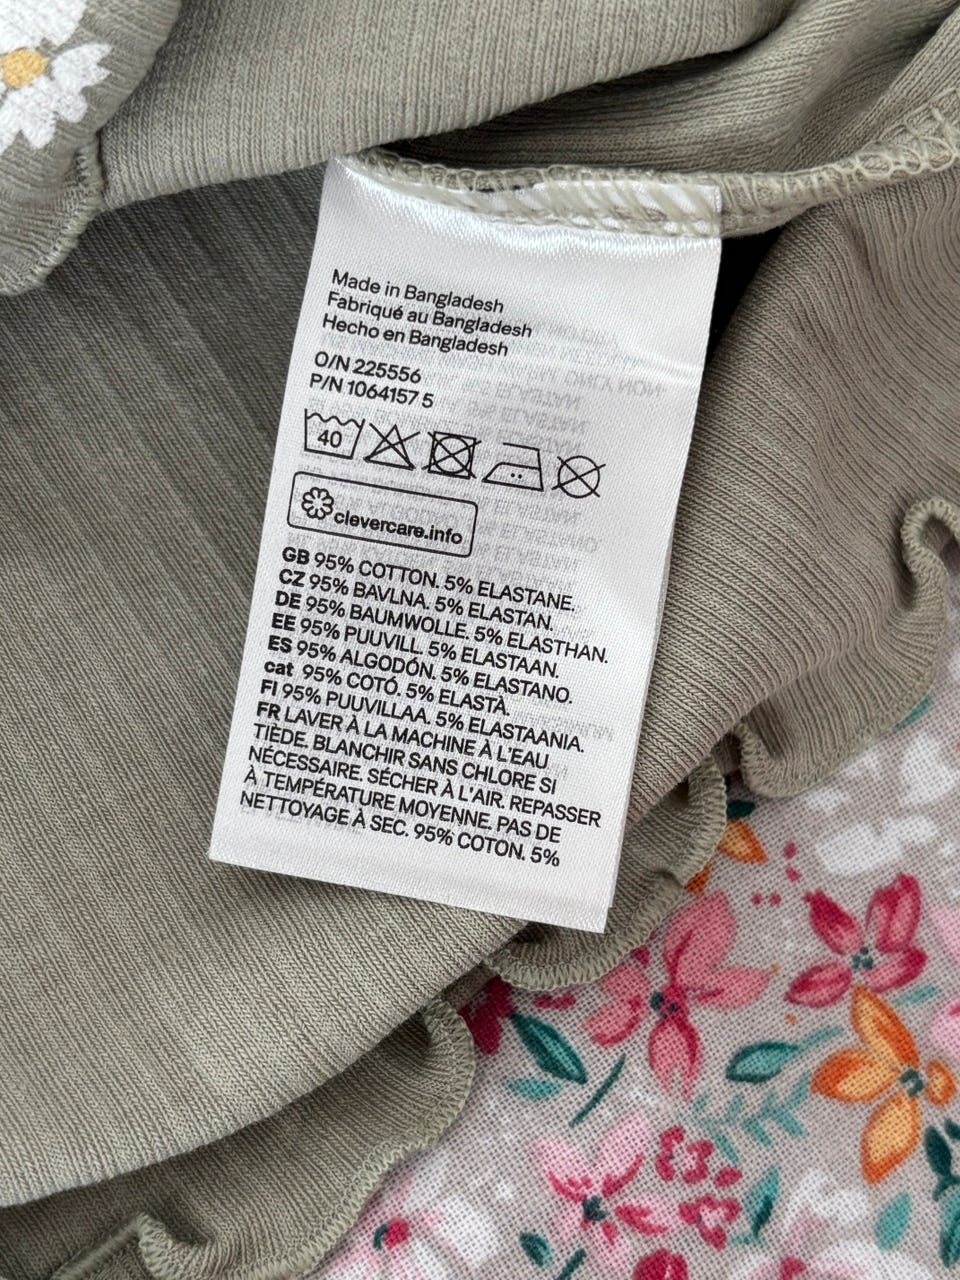 Made in Bangladesh
Fabriqué au Bangladesh
Hecho en Bangladesh
O/N 225556
P/N 1064157 5
40
clevercare.info
GB 95% COTTON. 5% ELASTANE.
CZ 95% BAVLNA. 5% ELASTAN.
DE 95% BAUMWOLLE. 5% ELASTHAN.
EE 95% PUUVILL. 5% ELASTAAN.
ES 95% ALGODÓN. 5% ELASTANO.
cat 95% COTÓ. 5% ELASTÀ.
FI 95% PUUVILLAA. 5% ELASTAANIA.
FR LAVER À LA MACHINE À L'EAU
TIÈDE. BLANCHIR SANS CHLORE SI
NÉCESSAIRE. SÉCHER À L'AIR. REPASSER
À TEMPÉRATURE MOYENNE. PAS DE
NETTOYAGE À SEC. 95% COTON. 5%